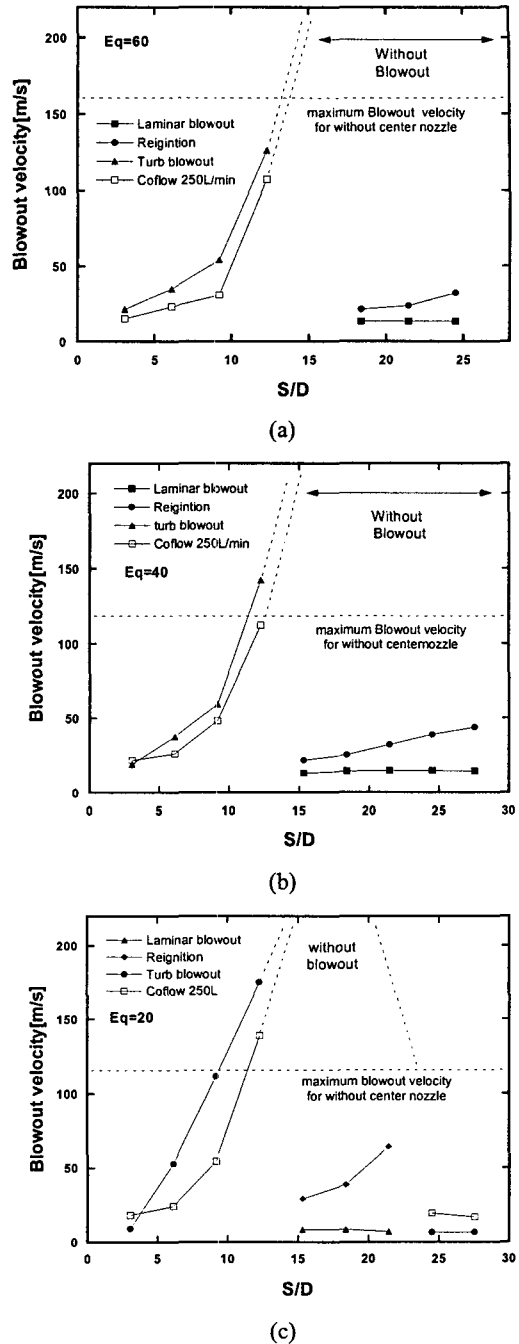 Eq=60
Without
Blowout
maximum Blowout velocity
for without center nozzle
Laminar blowout
Reigintion
Turb blowout
Coflow 250L/min
Blowout velocity[m/s]
200
150
100
50
0
0 5 10 15 20 25
S/D
(a)
Laminar blowout
Reigintion
turb blowout
Coflow 250L/min
Without
Blowout
Eq=40
maximum Blowout velocity
for without centernozzle
Blowout velocity[m/s]
200
150
100
50
0
0 5 10 15 20 25 30
S/D
(b)
Laminar blowout
Reignition
Turb blowout
Coflow 250L
without
blowout
Eq=20
maximum blowout velocity
for without center nozzle
Blowout velocity[m/s]
200
150
100
50
0
0 5 10 15 20 25 30
S/D
(c)